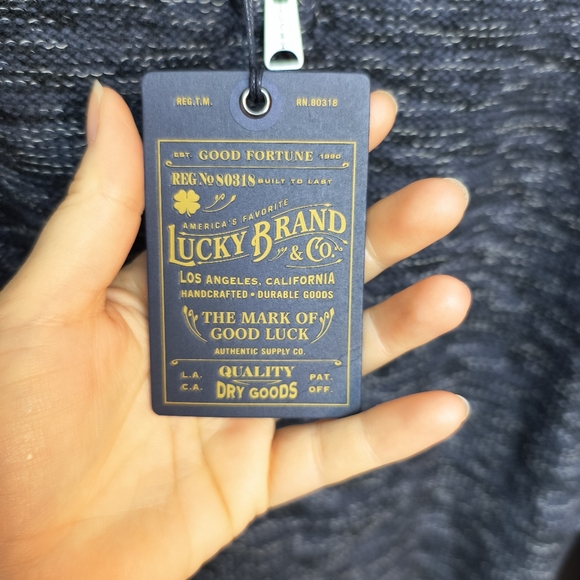 REG.T.M. RN.80318
EST. GOOD FORTUNE 1990
REG. No 80318 BUILT TO LAST
AMERICA'S FAVORITE
LUCKY BRAND
& CO.
LOS ANGELES, CALIFORNIA
HANDCRAFTED • DURABLE GOODS
THE MARK OF
GOOD LUCK
AUTHENTIC SUPPLY CO.
L.A. QUALITY PAT.
C.A. DRY GOODS OFF.